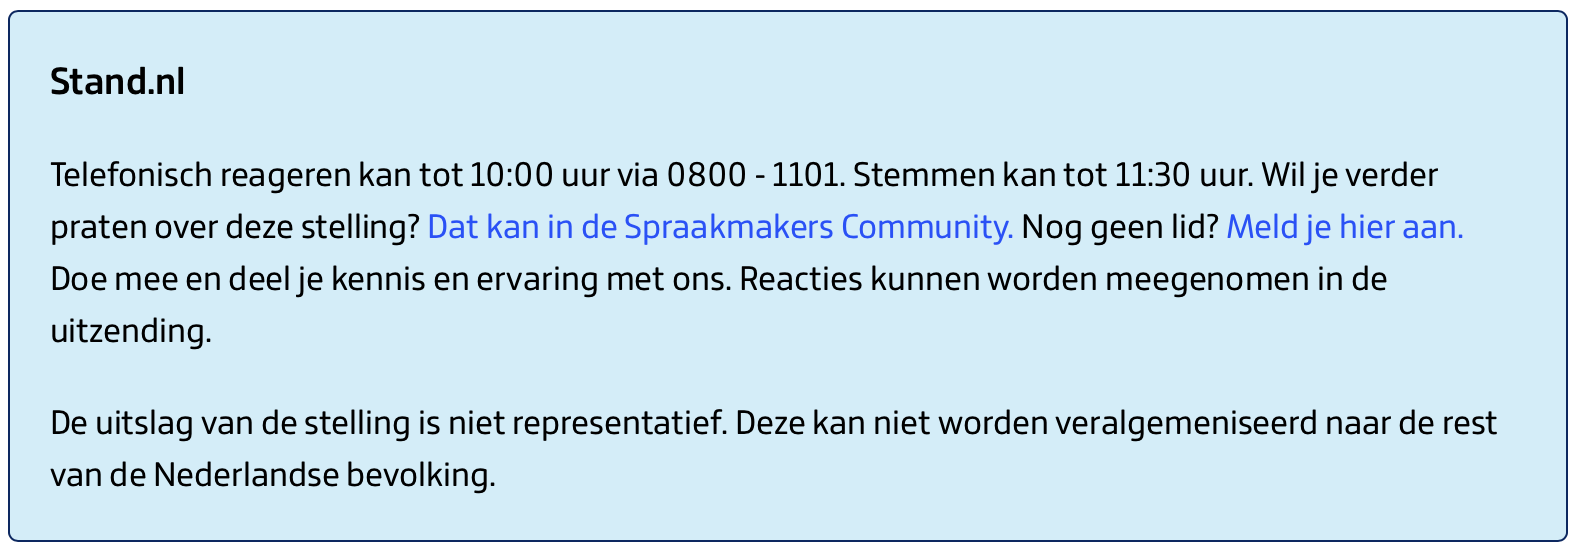 Stand.nl
Telefonisch reageren kan tot 10:00 uur via 0800 - 1101. Stemmen kan tot 11:30 uur. Wil je verder
praten over deze stelling? Dat kan in de Spraakmakers Community. Nog geen lid? Meld je hier aan.
Doe mee en deel je kennis en ervaring met ons. Reacties kunnen worden meegenomen in de
uitzending.
De uitslag van de stelling is niet representatief. Deze kan niet worden veralgemeniseerd naar de rest
van de Nederlandse bevolking.